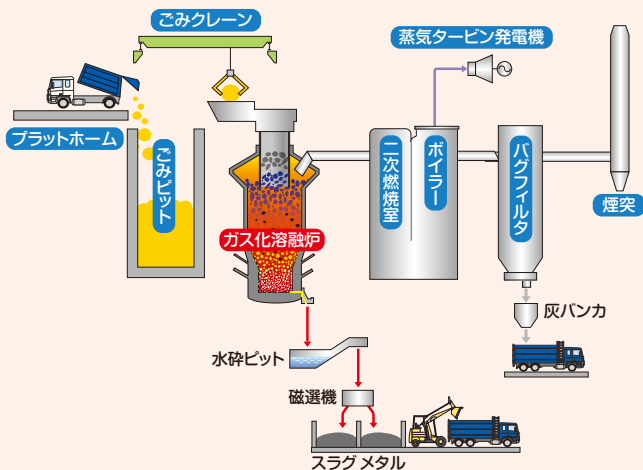 ごみクレーン
蒸気タービン発電機
プラットホーム
ごみピット
二次燃焼室
ボイラー
バグフィルタ
煙突
ガス化溶融炉
灰バンカ
水砕ピット
磁選機
スラグ メタル